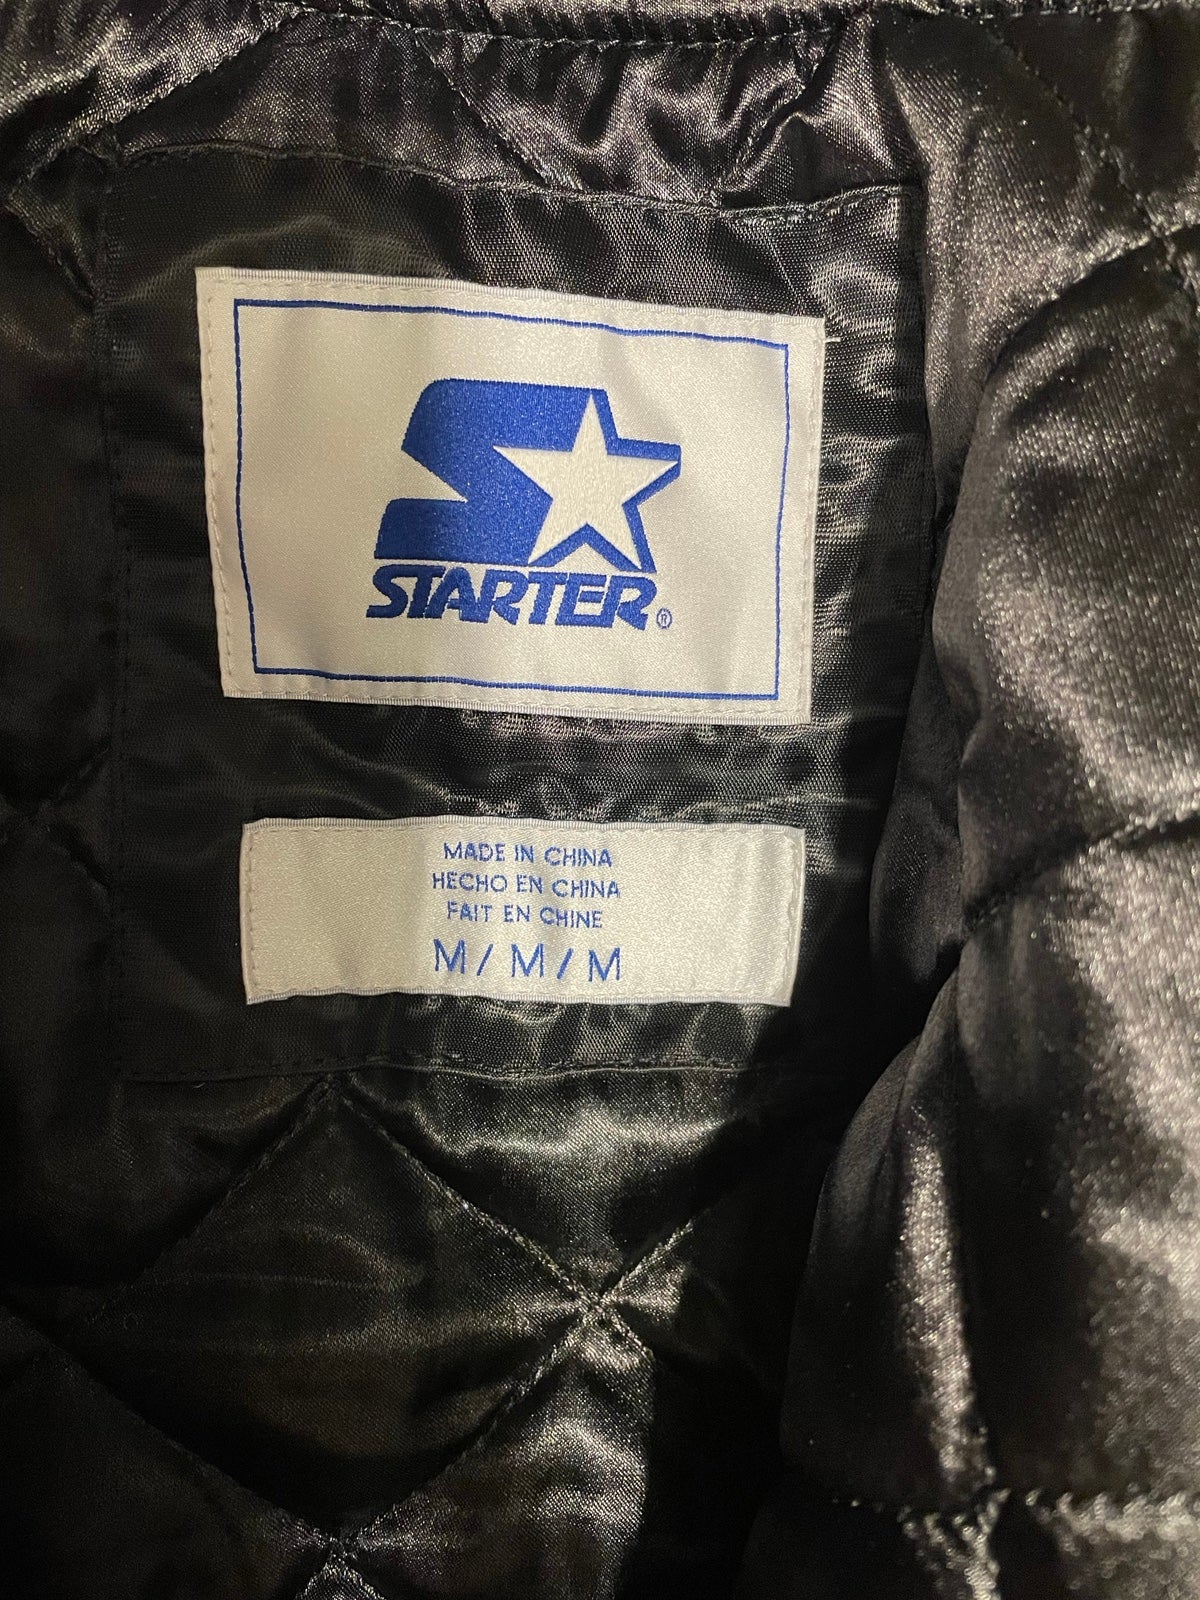 STARTER®
MADE IN CHINA
HECHO EN CHINA
FAIT EN CHINE
M / M / M